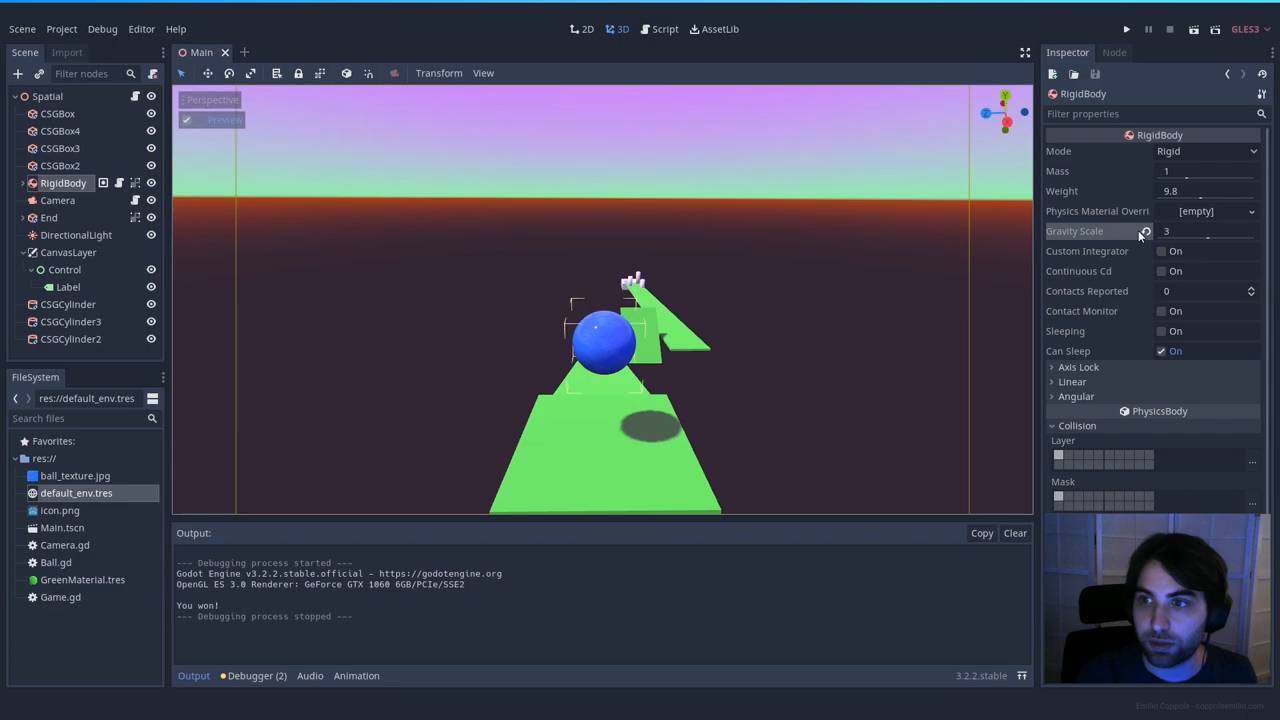 Scene Project Debug Editor Help
2D 3D Script AssetLib
GLES3
Scene Import
Filter nodes
Spatial
CSGBox
CSGBox4
CSGBox3
CSGBox2
RigidBody
Camera
End
DirectionalLight
CanvasLayer
Control
Label
CSGCylinder
CSGCylinder3
CSGCylinder2
FileSystem
res://default_env.tres
Search files
Favorites:
res://
ball_texture.jpg
default_env.tres
icon.png
Main.tscn
Camera.gd
Ball.gd
GreenMaterial.tres
Game.gd
Main
Transform View
Perspective
Preview
Y
Z
X
Output:
Copy Clear
--- Debugging process started ---
Godot Engine v3.2.2.stable.official - https://godotengine.org
OpenGL ES 3.0 Renderer: GeForce GTX 1060 6GB/PCIe/SSE2
You won!
--- Debugging process stopped ---
Output Debugger (2) Audio Animation
3.2.2.stable
Inspector Node
RigidBody
Filter properties
RigidBody
Mode Rigid
Mass 1
Weight 9.8
Physics Material Overri [empty]
Gravity Scale 3
Custom Integrator On
Continuous Cd On
Contacts Reported 0
Contact Monitor On
Sleeping On
Can Sleep On
Axis Lock
Linear
Angular
PhysicsBody
Collision
Layer
...
Mask
...
Emilio Coppola - coppolaemilio.com